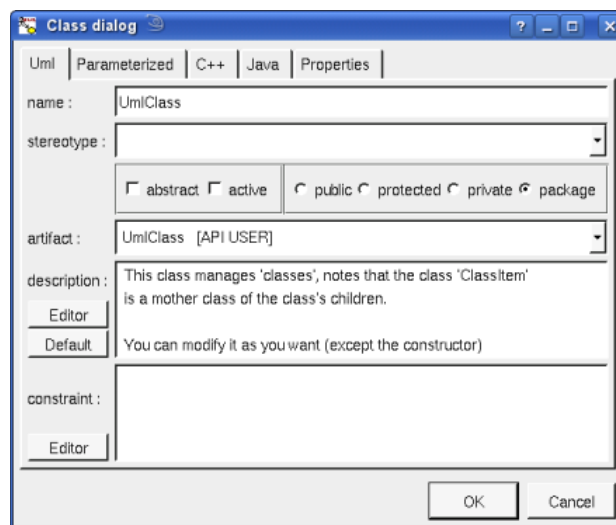 Class dialog
Uml Parameterized C++ Java Properties
name : UmlClass
stereotype :
abstract active public protected private package
artifact : UmlClass [API USER]
description : This class manages 'classes', notes that the class 'ClassItem'
is a mother class of the class's children.
Editor
Default You can modify it as you want (except the constructor)
constraint :
Editor
OK Cancel